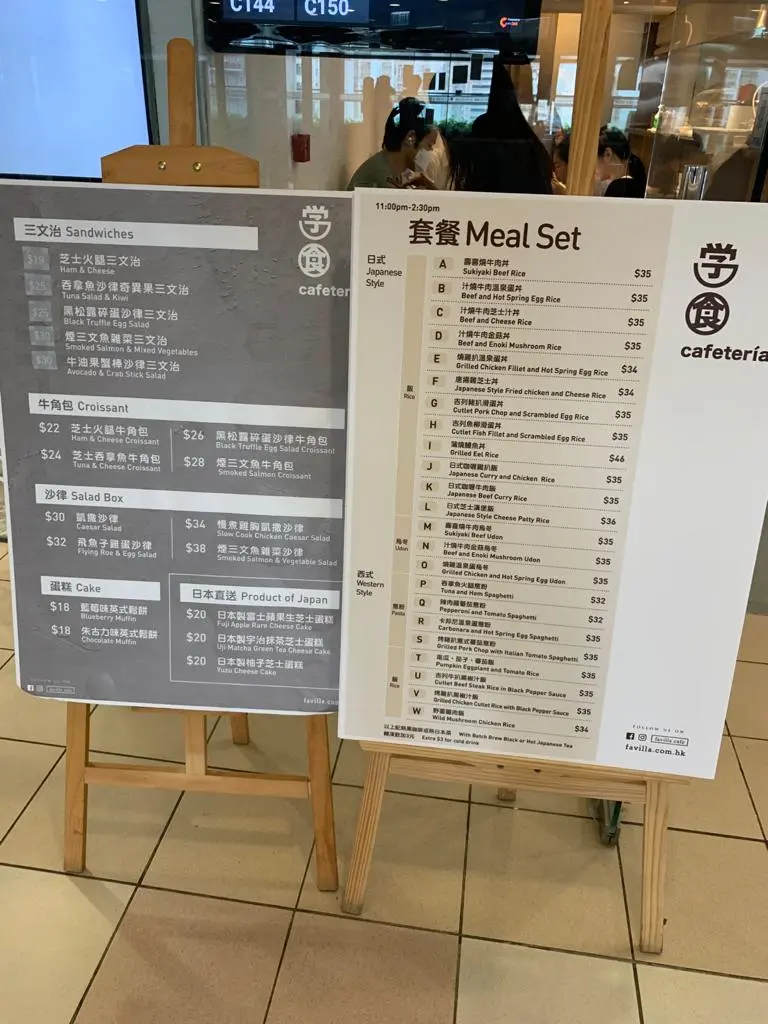 C144
C150
三文治 Sandwiches
$19 芝士火腿三文治
Ham & Cheese
$25 吞拿魚沙律奇異果三文治
Tuna Salad & Kiwi
$25 黑松露碎蛋沙律三文治
Black Truffle Egg Salad
$30 煙三文魚雜菜三文治
Smoked Salmon & Mixed Vegetables
$30 牛油果蟹棒沙律三文治
Avocado & Crab Stick Salad
牛角包 Croissant
$22 芝士火腿牛角包
Ham & Cheese Croissant
$24 芝士吞拿魚牛角包
Tuna & Cheese Croissant
$26 黑松露碎蛋沙律牛角包
Black Truffle Egg Salad Croissant
$28 煙三文魚牛角包
Smoked Salmon Croissant
沙律 Salad Box
$30 凱撒沙律
Caesar Salad
$32 飛魚子雞蛋沙律
Flying Roe & Egg Salad
$34 慢煮雞胸凱撒沙律
Slow Cook Chicken Caesar Salad
$38 煙三文魚雜菜沙律
Smoked Salmon & Vegetable Salad
蛋糕 Cake
$18 藍莓味英式鬆餅
Blueberry Muffin
$18 朱古力味英式鬆餅
Chocolate Muffin
日本直送 Product of Japan
$20 日本製富士蘋果生芝士蛋糕
Fuji Apple Rare Cheese Cake
$20 日本製宇治抹茶芝士蛋糕
Uji Matcha Green Tea Cheese Cake
$20 日本製柚子芝士蛋糕
Yuzu Cheese Cake
学食
cafeter
favilla.com
11:00pm-2:30pm
套餐 Meal Set
日式
Japanese
Style
飯
Rice
A 壽喜燒牛肉丼
Sukiyaki Beef Rice $35
B 汁燒牛肉溫泉蛋丼
Beef and Hot Spring Egg Rice $35
C 汁燒牛肉芝士汁丼
Beef and Cheese Rice $35
D 汁燒牛肉金菇丼
Beef and Enoki Mushroom Rice $35
E 燒雞扒溫泉蛋丼
Grilled Chicken Fillet and Hot Spring Egg Rice $34
F 唐揚雞芝士丼
Japanese Style Fried chicken and Cheese Rice $34
G 吉列豬扒滑蛋丼
Cutlet Pork Chop and Scrambled Egg Rice $35
H 吉列魚柳滑蛋丼
Cutlet Fish Fillet and Scrambled Egg Rice $35
I 蒲燒鰻魚丼
Grilled Eel Rice $46
J 日式咖喱雞扒飯
Japanese Curry and Chicken Rice $35
K 日式咖喱牛肉飯
Japanese Beef Curry Rice $35
L 日式芝士漢堡飯
Japanese Style Cheese Patty Rice $36
烏冬
Udon
M 壽喜燒牛肉烏冬
Sukiyaki Beef Udon $35
N 汁燒牛肉金菇烏冬
Beef and Enoki Mushroom Udon $35
O 燒雞溫泉蛋烏冬
Grilled Chicken and Hot Spring Egg Udon $35
西式
Western
Style
意粉
Pasta
P 吞拿魚火腿意粉
Tuna and Ham Spaghetti $32
Q 辣肉腸蕃茄意粉
Pepperoni and Tomato Spaghetti $32
R 卡邦尼溫泉蛋意粉
Carbonara and Hot Spring Egg Spaghetti $35
S 烤豬扒意式蕃茄意粉
Grilled Pork Chop with Italian Tomato Spaghetti $35
飯
Rice
T 南瓜・茄子・蕃茄飯
Pumpkin Eggplant and Tomato Rice $35
U 吉列牛扒黑椒汁飯
Cutlet Beef Steak Rice in Black Pepper Sauce $35
V 烤雞扒黑椒汁飯
Grilled Chicken Cutlet Rice with Black Pepper Sauce $35
W 野菌雞肉飯
Wild Mushroom Chicken Rice $34
With Batch Brew Black or Hot Japanese Tea
凍飲加3元 Extra $3 for cold drink
学食
cafetería
FOLLOW US ON
favilla café
favilla.com.hk